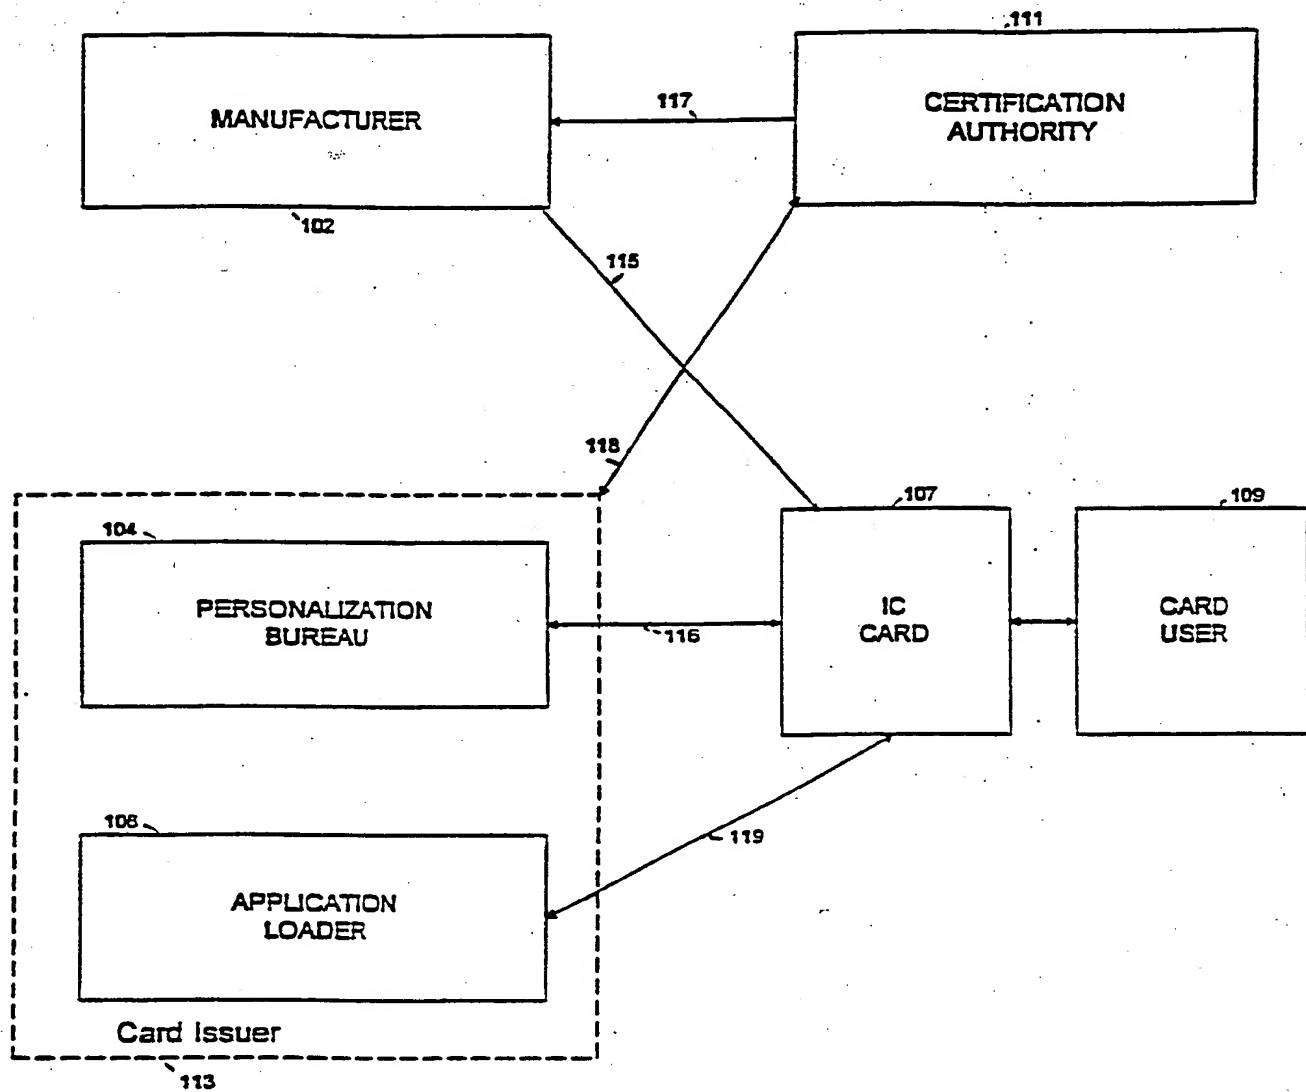 111
MANUFACTURER
117
CERTIFICATION
AUTHORITY
102
115
118
104
107
109
PERSONALIZATION
BUREAU
116
IC
CARD
CARD
USER
106
119
APPLICATION
LOADER
Card Issuer
113